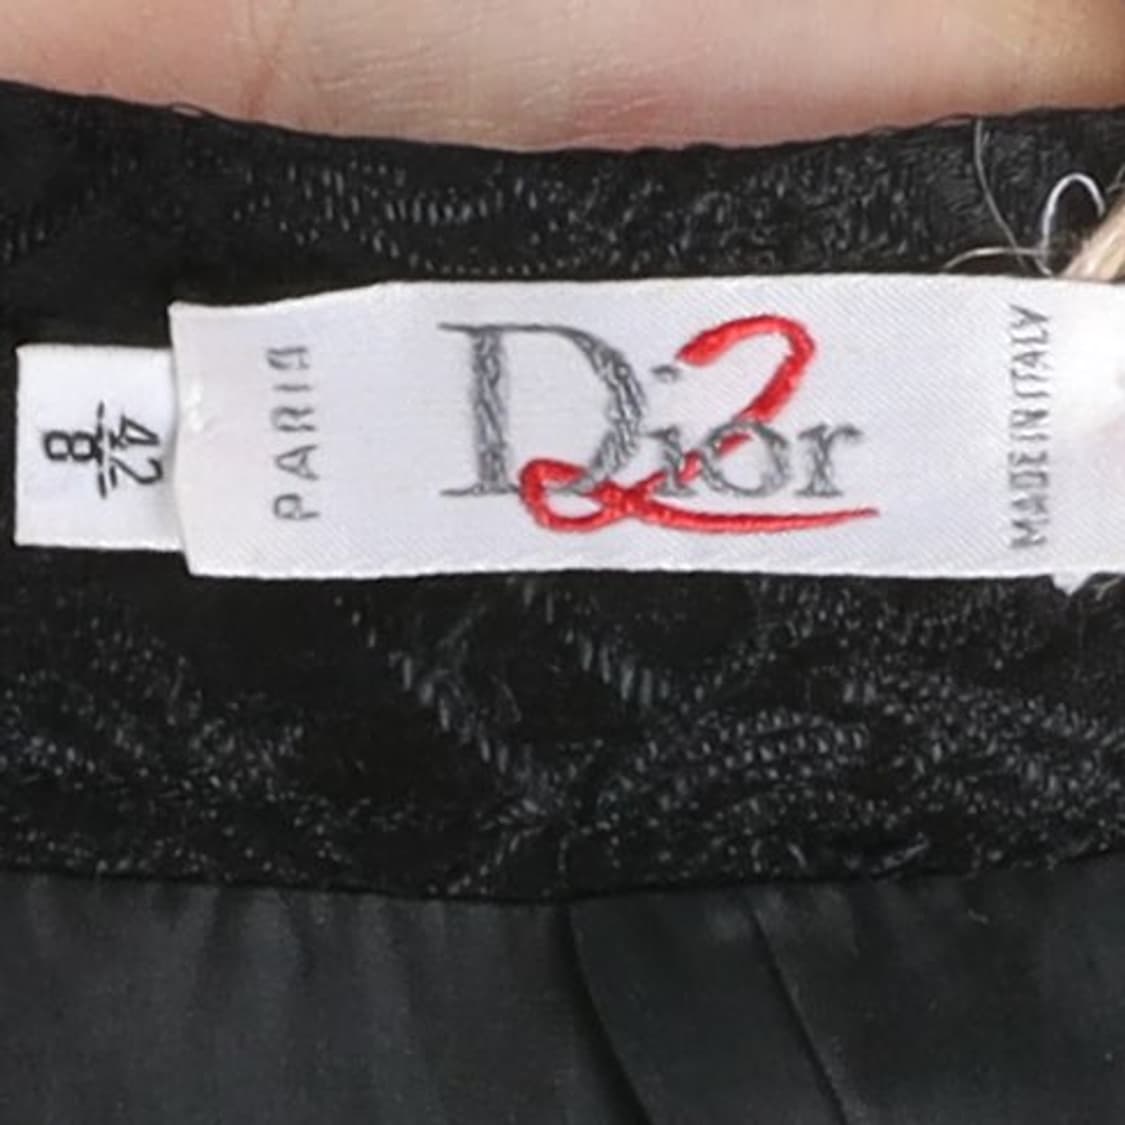 42
8
PARIS
Dior 2
MADE IN ITALY